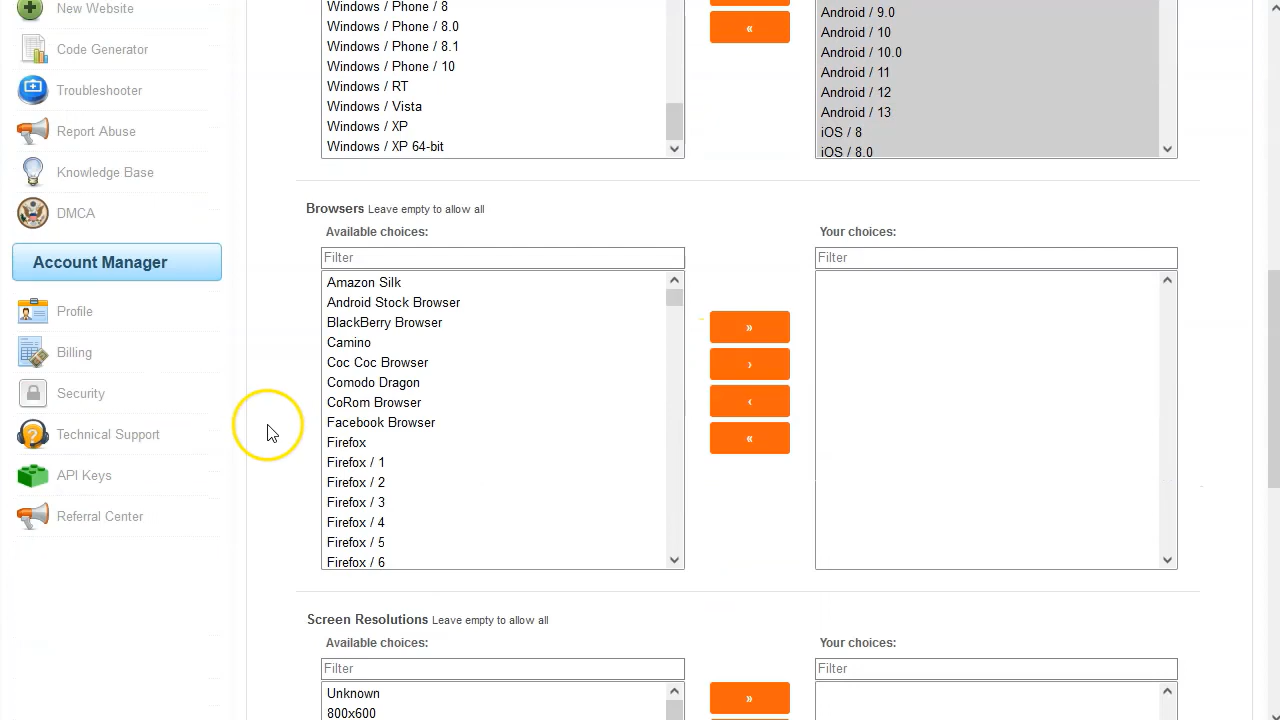 New Website
Code Generator
Troubleshooter
Report Abuse
Knowledge Base
DMCA
Account Manager
Profile
Billing
Security
Technical Support
API Keys
Referral Center
Windows / Phone / 8
Windows / Phone / 8.0
Windows / Phone / 8.1
Windows / Phone / 10
Windows / RT
Windows / Vista
Windows / XP
Windows / XP 64-bit
«
Android / 9.0
Android / 10
Android / 10.0
Android / 11
Android / 12
Android / 13
iOS / 8
iOS / 8.0
Browsers Leave empty to allow all
Available choices:
Filter
Amazon Silk
Android Stock Browser
BlackBerry Browser
Camino
Coc Coc Browser
Comodo Dragon
CoRom Browser
Facebook Browser
Firefox
Firefox / 1
Firefox / 2
Firefox / 3
Firefox / 4
Firefox / 5
Firefox / 6
»
›
‹
«
Your choices:
Filter
Screen Resolutions Leave empty to allow all
Available choices:
Filter
Unknown
800x600
»
Your choices:
Filter